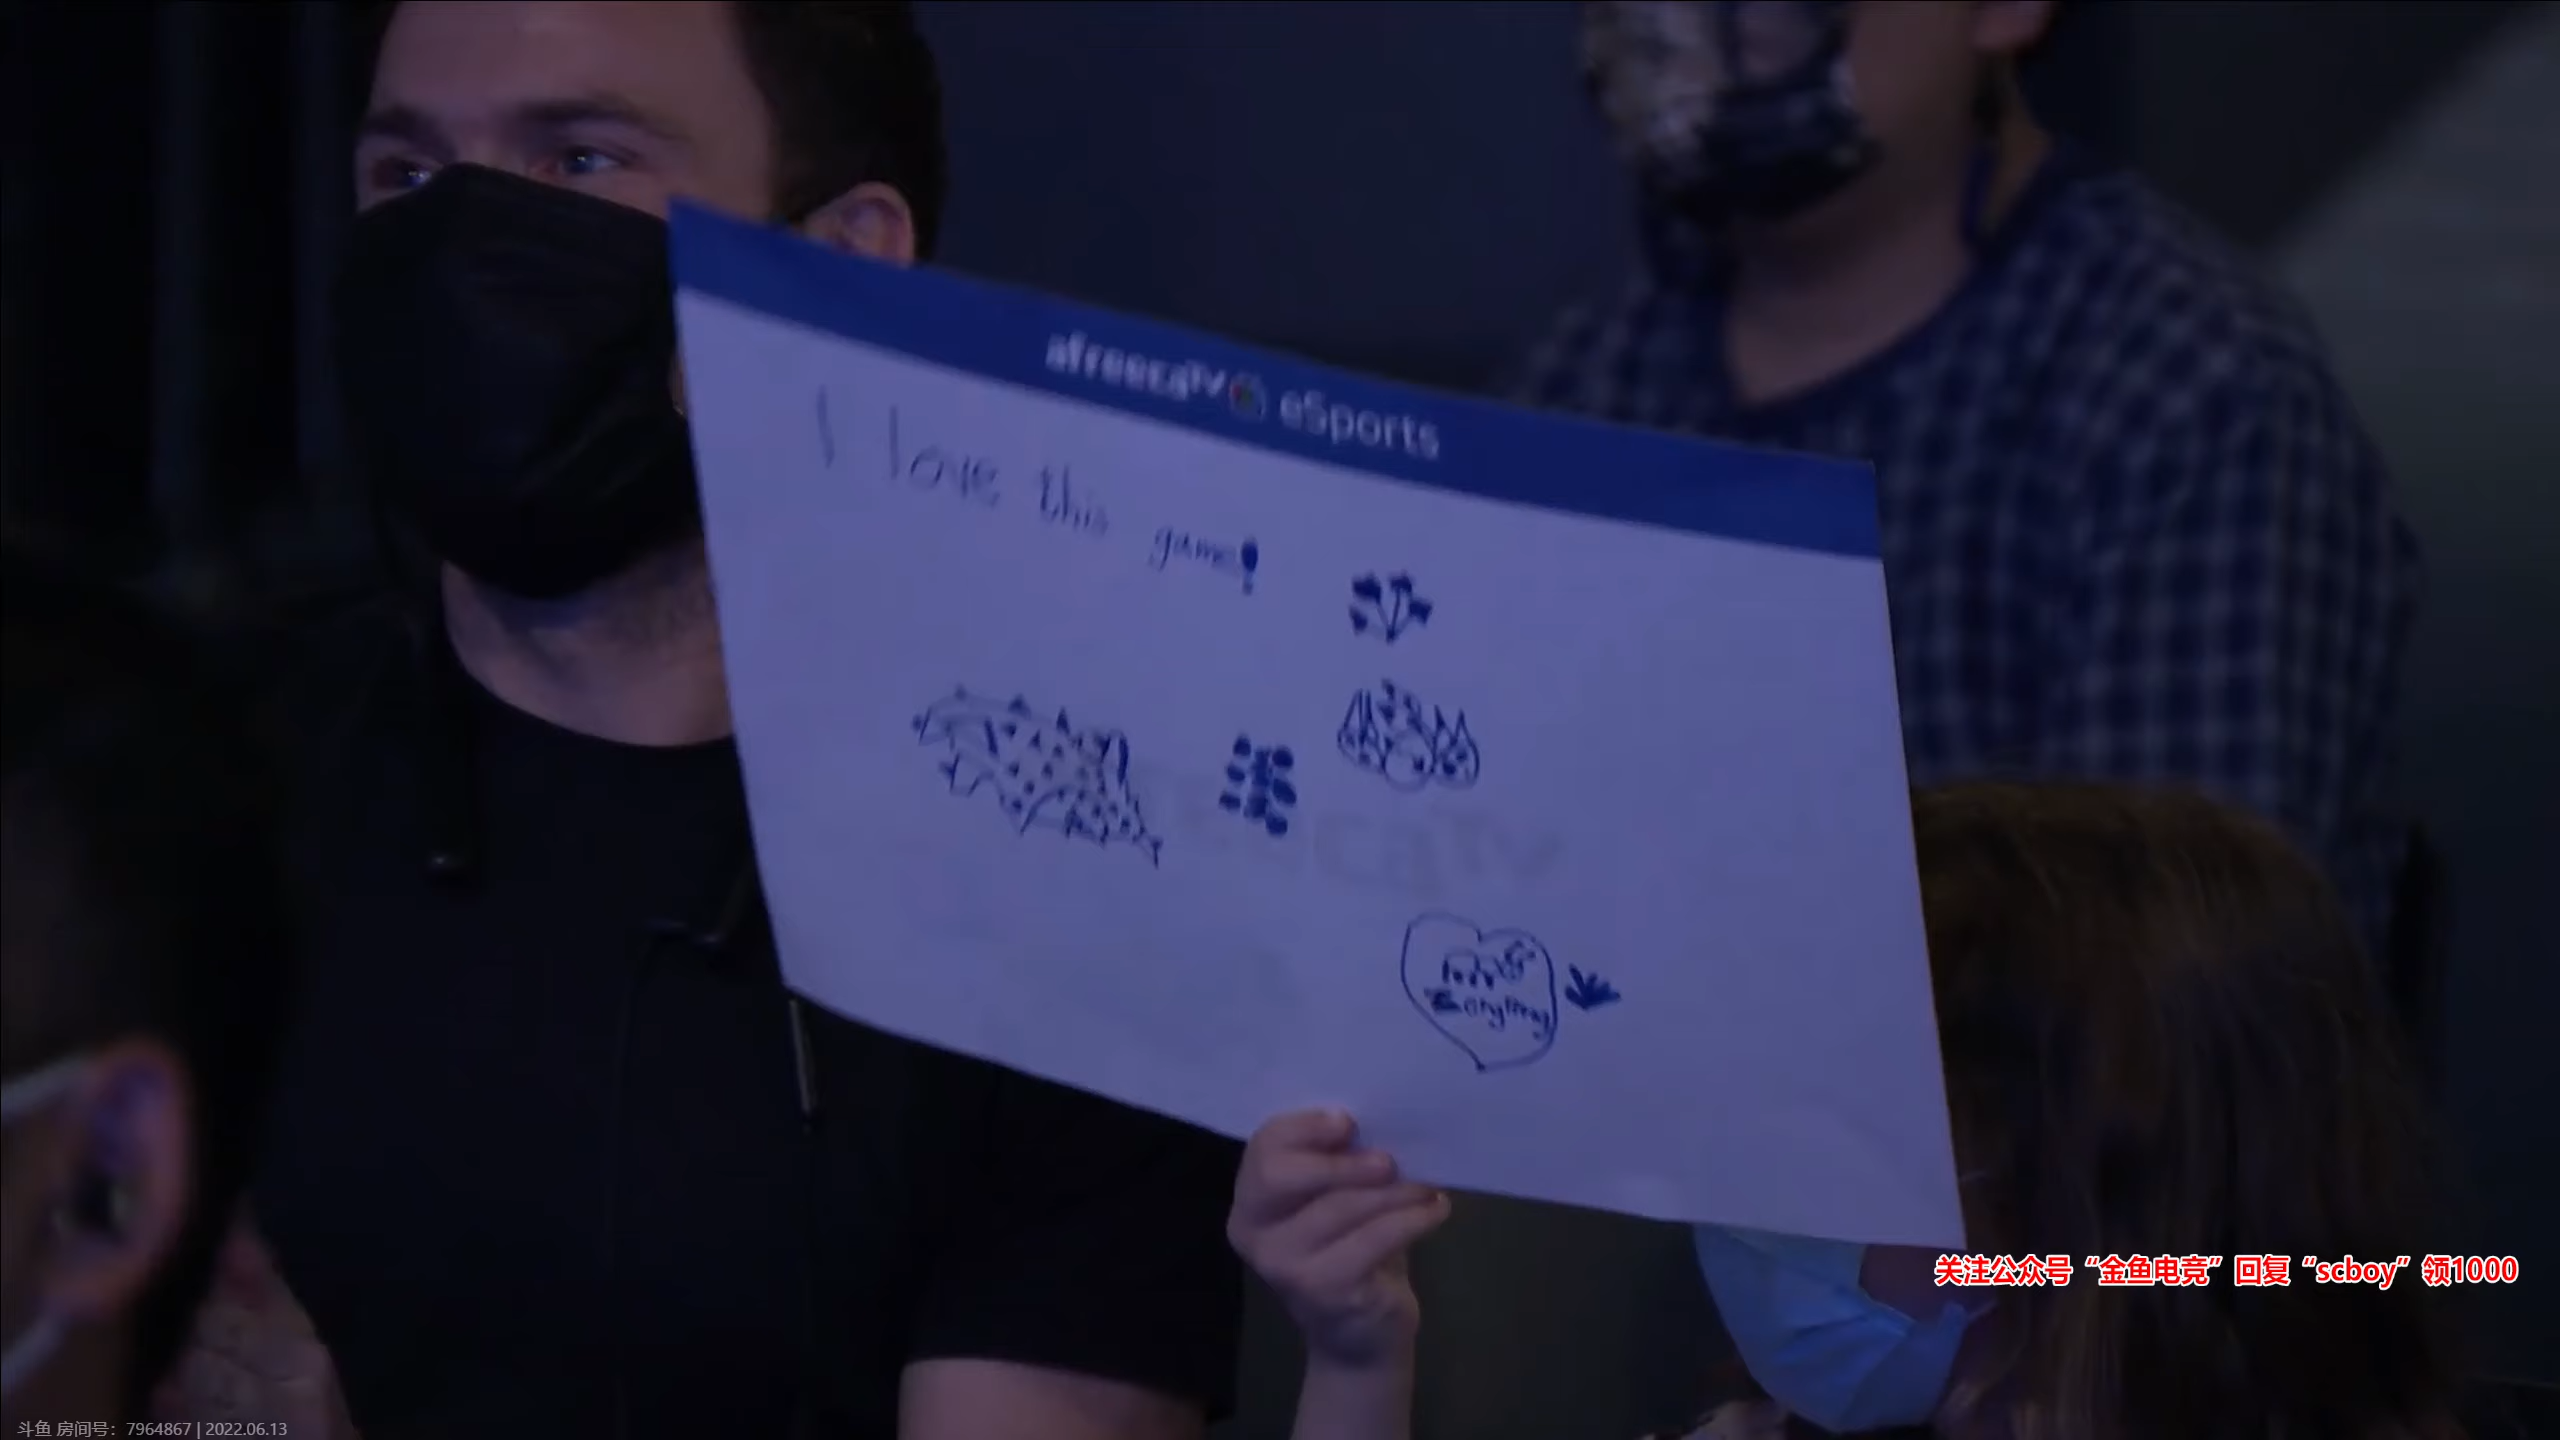 afreecaTV eSports
I love this game!
Zergling
关注公众号“金鱼电竞”回复“scboy”领1000
斗鱼 房间号：7964867 | 2022.06.13